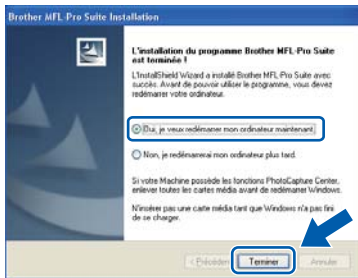 Brother MFL-Pro Suite Installation
L'installation du programme Brother MFL-Pro Suite
est terminée !
L'InstallShield Wizard a installé Brother MFL-Pro Suite avec
succès. Avant de pouvoir utiliser le programme, vous devez
redémarrer votre ordinateur.
Oui, je veux redémarrer mon ordinateur maintenant.
Non, je redémarrerai mon ordinateur plus tard.
Si votre Machine possède les fonctions PhotoCapture Center,
enlever toutes les cartes média avant de redémarrer Windows.
N'insérer pas une carte média tant que Windows n'a pas fini
de se charger.
< Précédent Terminer Annuler